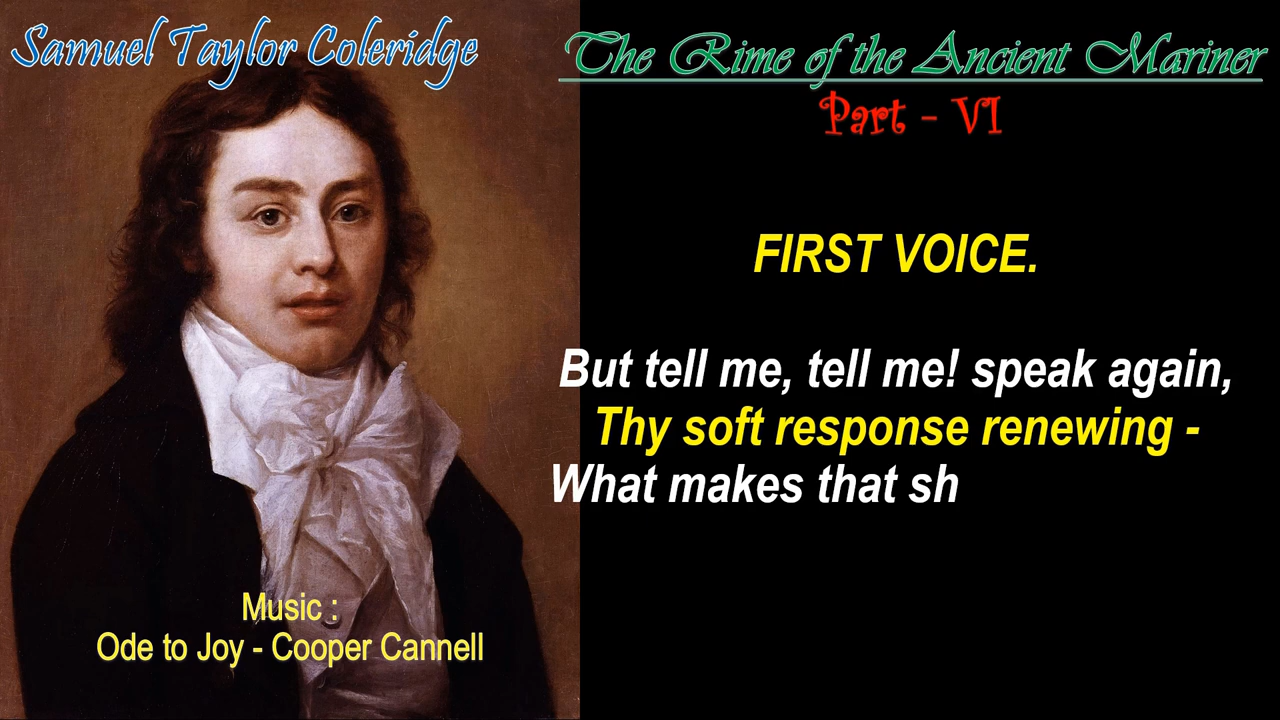 Samuel Taylor Coleridge
The Rime of the Ancient Mariner
Part - VI
FIRST VOICE.
But tell me, tell me! speak again,
Thy soft response renewing -
What makes that sh
Music :
Ode to Joy - Cooper Cannell